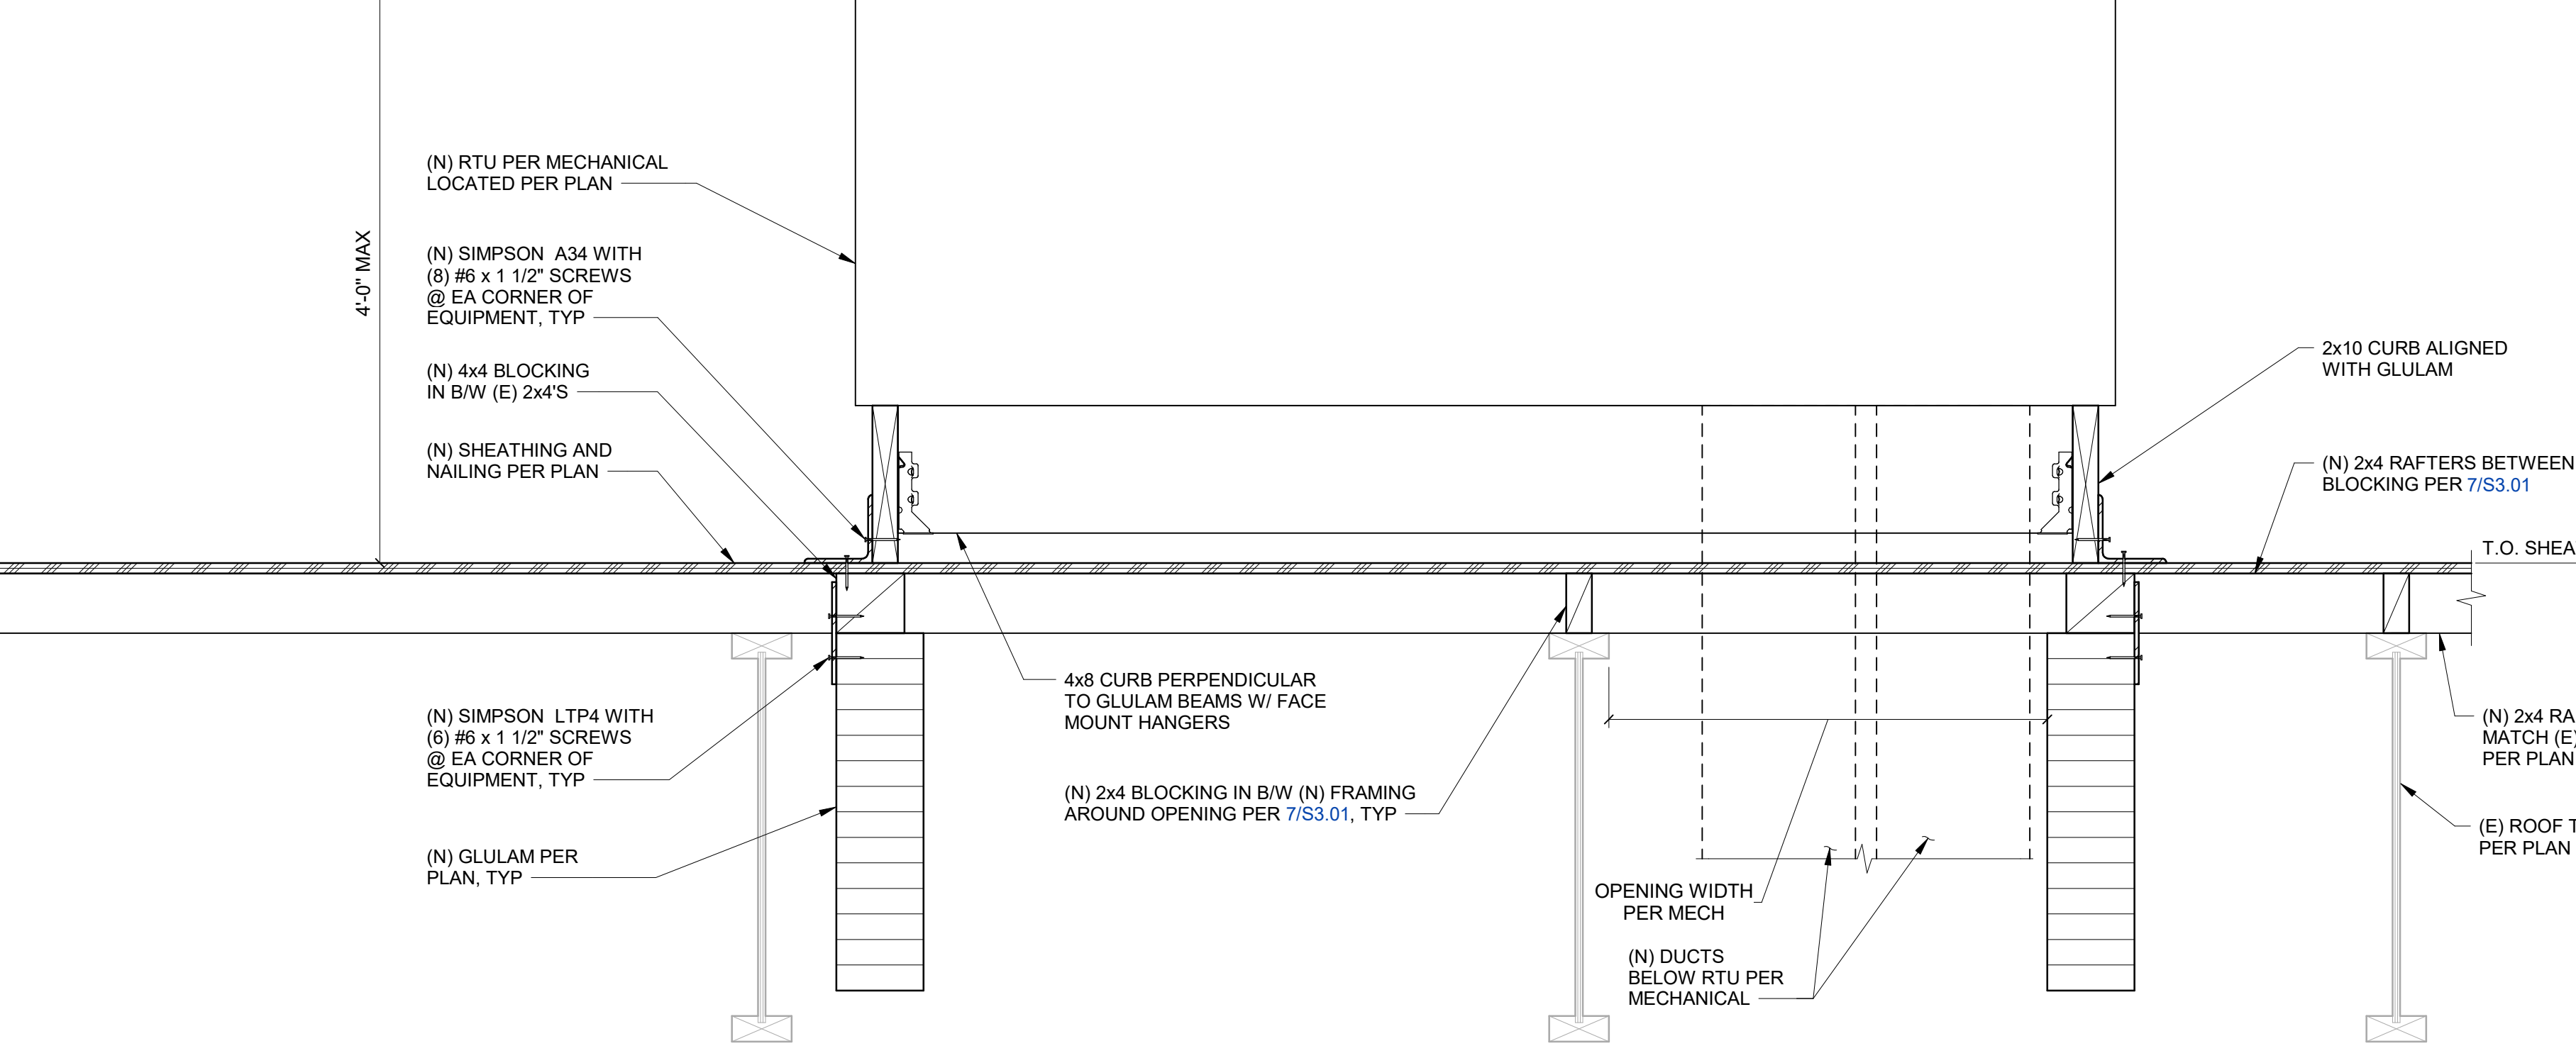 4'-0" MAX
(N) RTU PER MECHANICAL
LOCATED PER PLAN
(N) SIMPSON A34 WITH
(8) #6 x 1 1/2" SCREWS
@ EA CORNER OF
EQUIPMENT, TYP
(N) 4x4 BLOCKING
IN B/W (E) 2x4'S
(N) SHEATHING AND
NAILING PER PLAN
(N) SIMPSON LTP4 WITH
(6) #6 x 1 1/2" SCREWS
@ EA CORNER OF
EQUIPMENT, TYP
(N) GLULAM PER
PLAN, TYP
4x8 CURB PERPENDICULAR
TO GLULAM BEAMS W/ FACE
MOUNT HANGERS
(N) 2x4 BLOCKING IN B/W (N) FRAMING
AROUND OPENING PER 7/S3.01, TYP
OPENING WIDTH
PER MECH
(N) DUCTS
BELOW RTU PER
MECHANICAL
2x10 CURB ALIGNED
WITH GLULAM
(N) 2x4 RAFTERS BETWEEN
BLOCKING PER 7/S3.01
T.O. SHEA
(N) 2x4 RA
MATCH (E)
PER PLAN
(E) ROOF T
PER PLAN